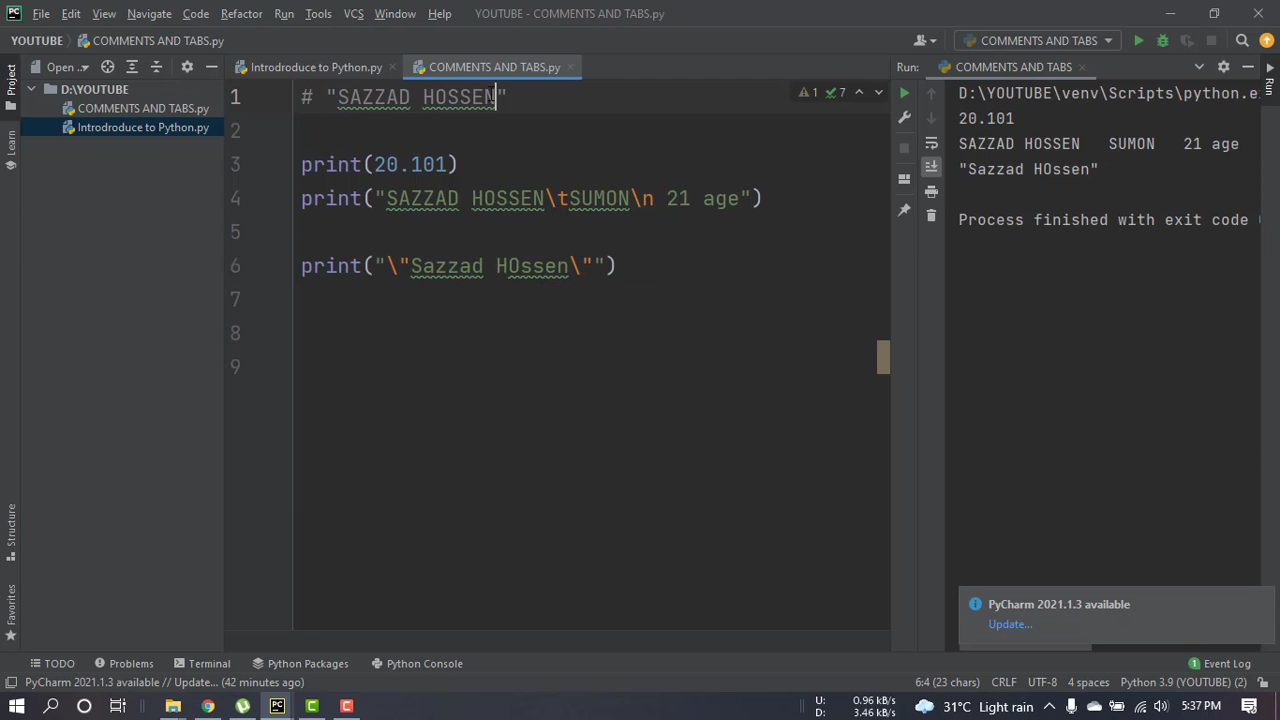 File Edit View Navigate Code Refactor Run Tools VCS Window Help YOUTUBE - COMMENTS AND TABS.py
YOUTUBE COMMENTS AND TABS.py COMMENTS AND TABS
Project
Open ..
Introdroduce to Python.py
COMMENTS AND TABS.py
Run:
COMMENTS AND TABS
Run
D:\YOUTUBE
COMMENTS AND TABS.py
Introdroduce to Python.py
Learn
Structure
Favorites
1 # "SAZZAD HOSSEN"
2
3 print(20.101)
4 print("SAZZAD HOSSEN\tSUMON\n 21 age")
5
6 print("\"Sazzad HOssen\"")
7
8
9
1 7
D:\YOUTUBE\venv\Scripts\python.e
20.101
SAZZAD HOSSEN SUMON 21 age
"Sazzad HOssen"
Process finished with exit code
PyCharm 2021.1.3 available
Update...
TODO Problems Terminal Python Packages Python Console 1 Event Log
PyCharm 2021.1.3 available // Update... (42 minutes ago) 6:4 (23 chars) CRLF UTF-8 4 spaces Python 3.9 (YOUTUBE) (2)
PC
U: 0.96 kB/s
D: 3.46 kB/s
31°C Light rain
5:37 PM